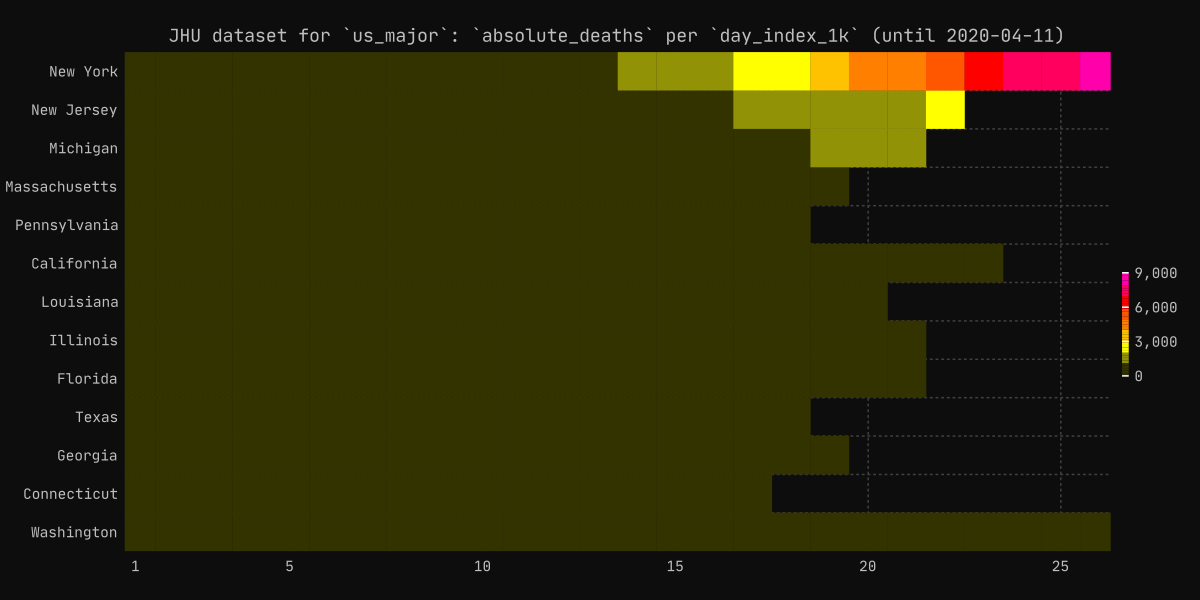 JHU dataset for `us_major`: `absolute_deaths` per `day_index_1k` (until 2020-04-11)
New York
New Jersey
Michigan
Massachusetts
Pennsylvania
California
Louisiana
Illinois
Florida
Texas
Georgia
Connecticut
Washington
1 5 10 15 20 25
9,000
6,000
3,000
0